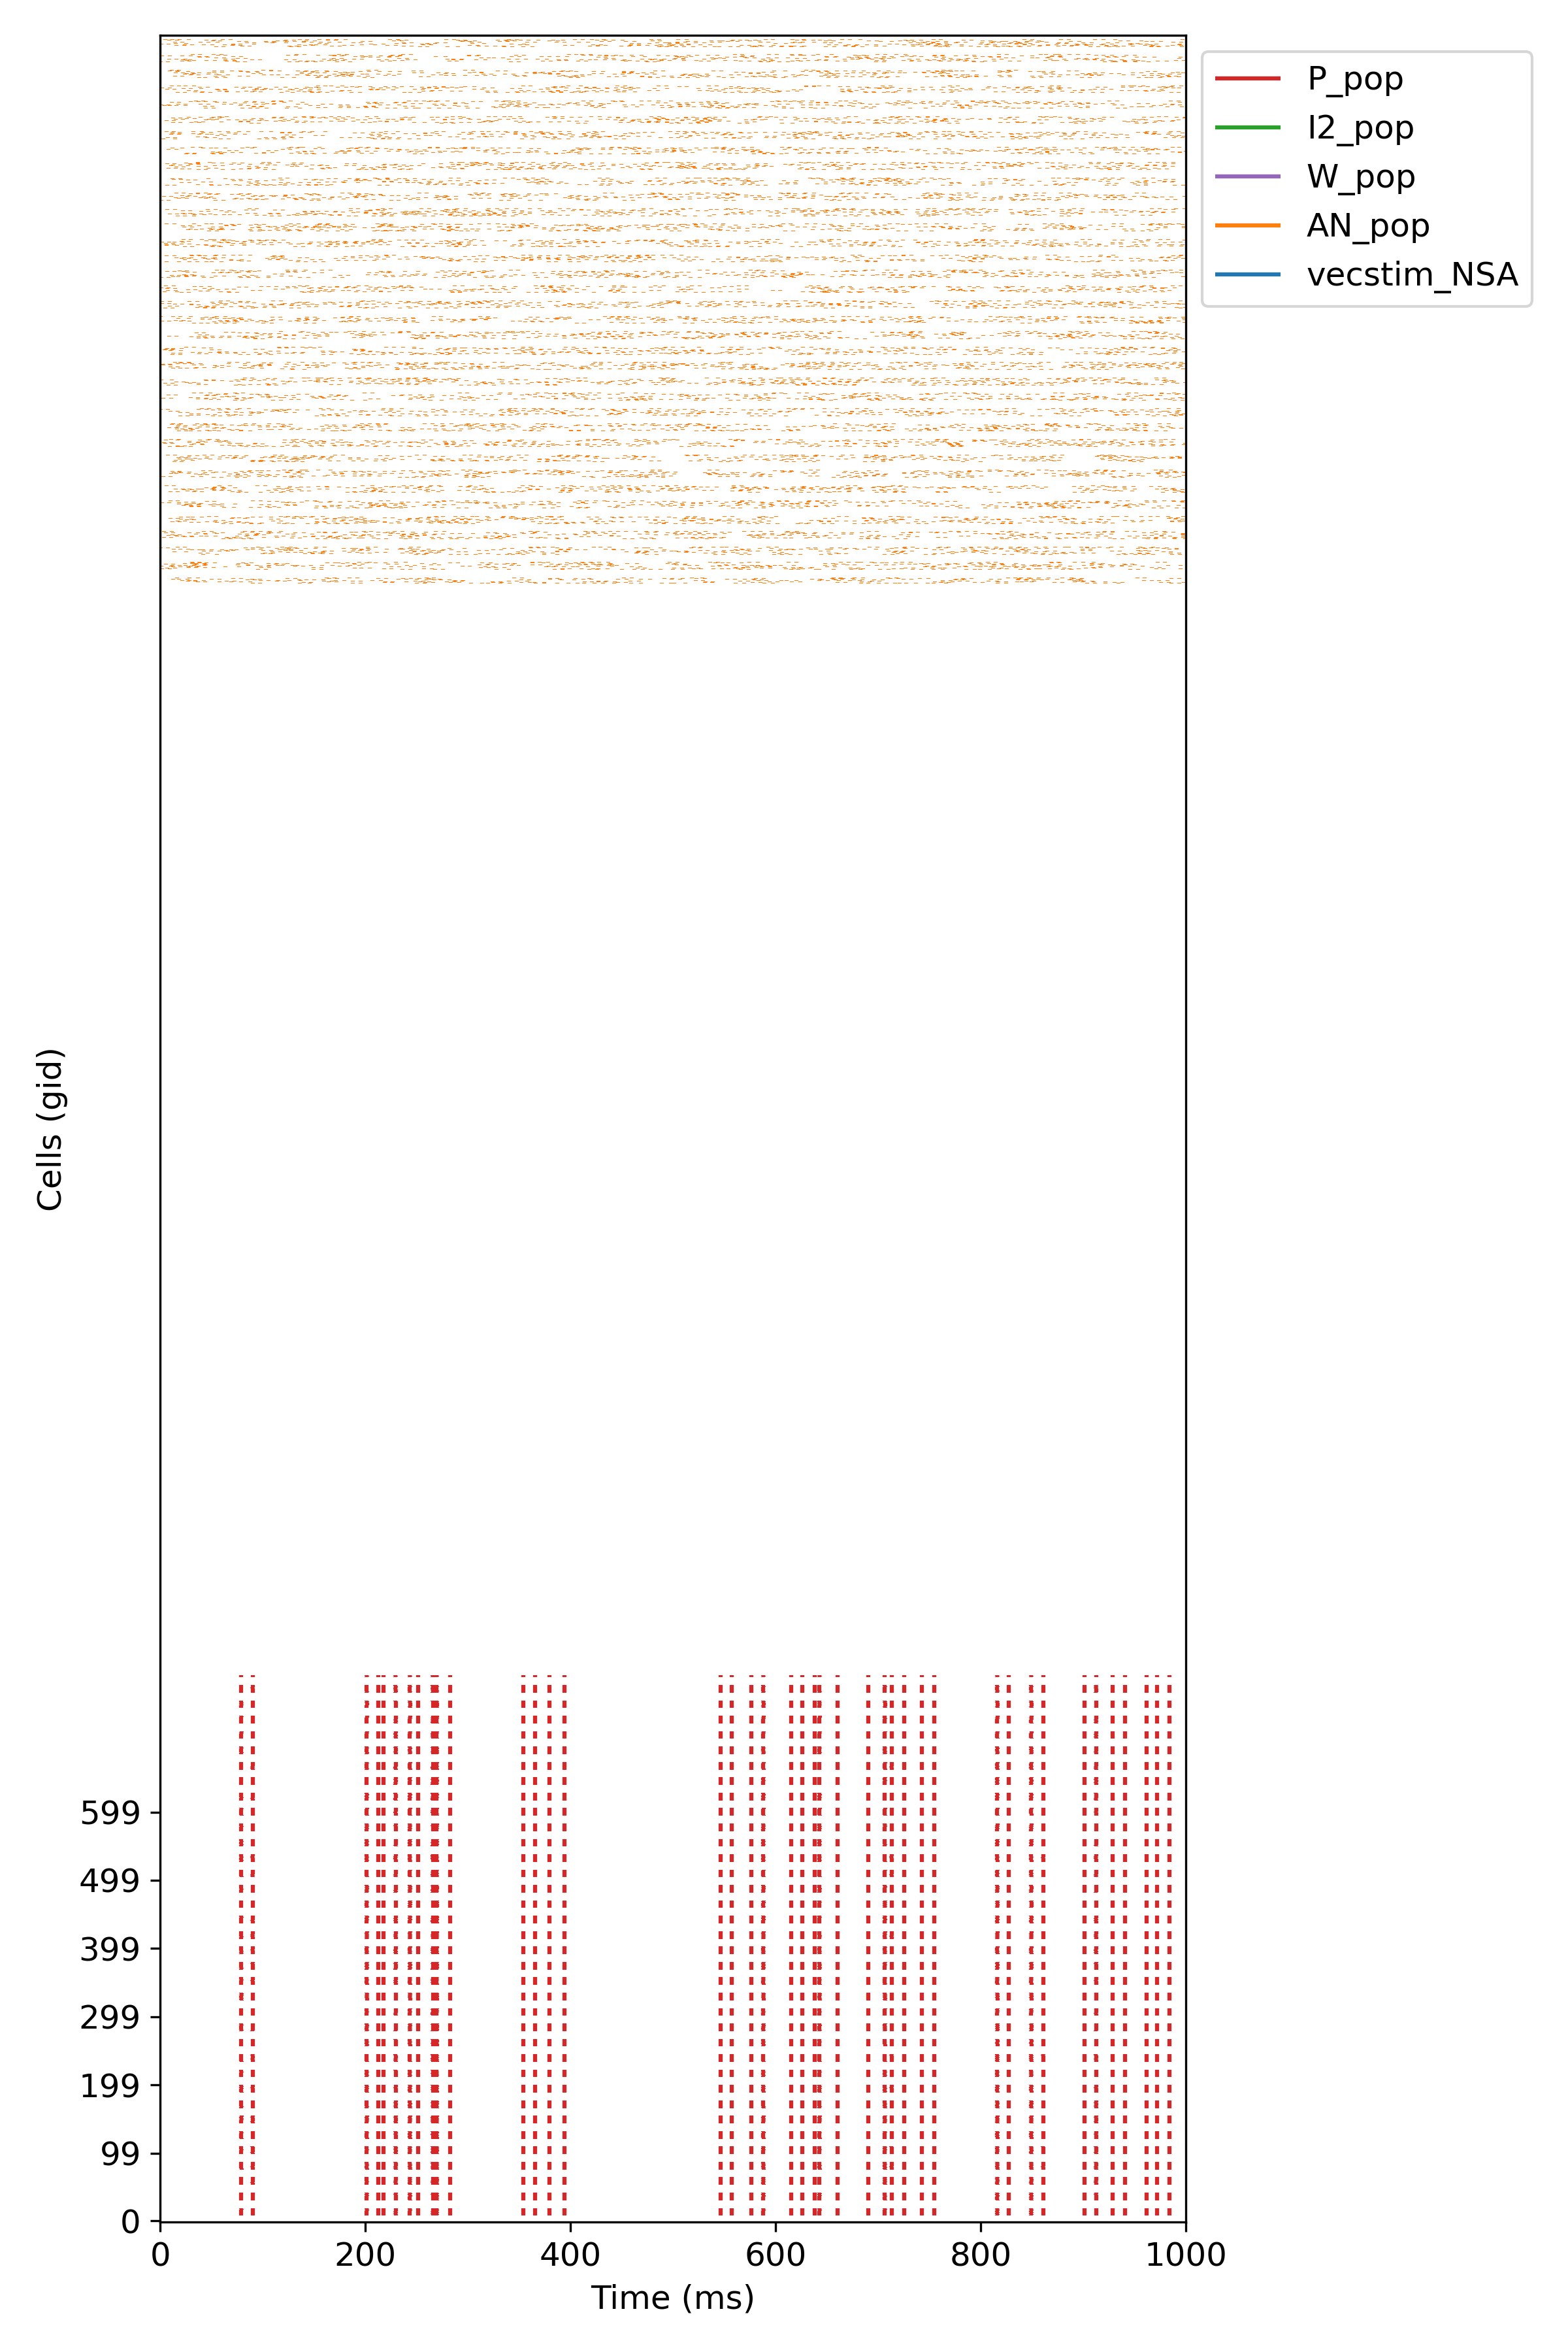 P_pop
I2_pop
W_pop
AN_pop
vecstim_NSA
Cells (gid)
599
499
399
299
199
99
0
0 200 400 600 800 1000
Time (ms)